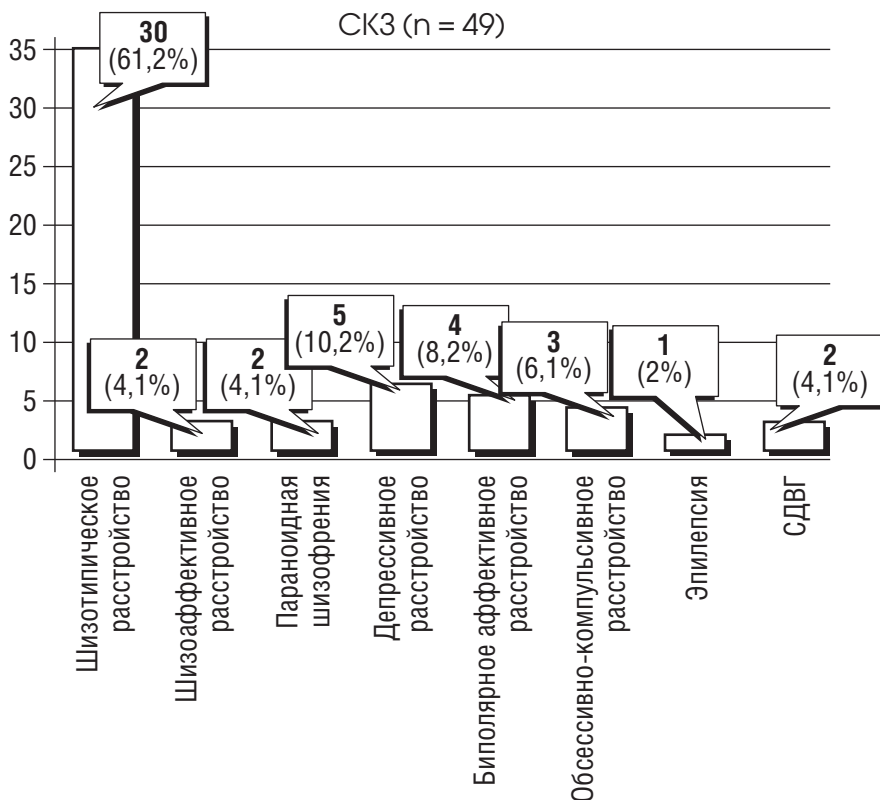 СКЗ (n = 49)
35
30
25
20
15
10
5
0
30
(61,2%)
2
(4,1%)
2
(4,1%)
5
(10,2%)
4
(8,2%)
3
(6,1%)
1
(2%)
2
(4,1%)
Шизотипическое
расстройство
Шизоаффективное
расстройство
Параноидная
шизофрения
Депрессивное
расстройство
Биполярное аффективное
расстройство
Обсессивно-компульсивное
расстройство
Эпилепсия
СДВГ